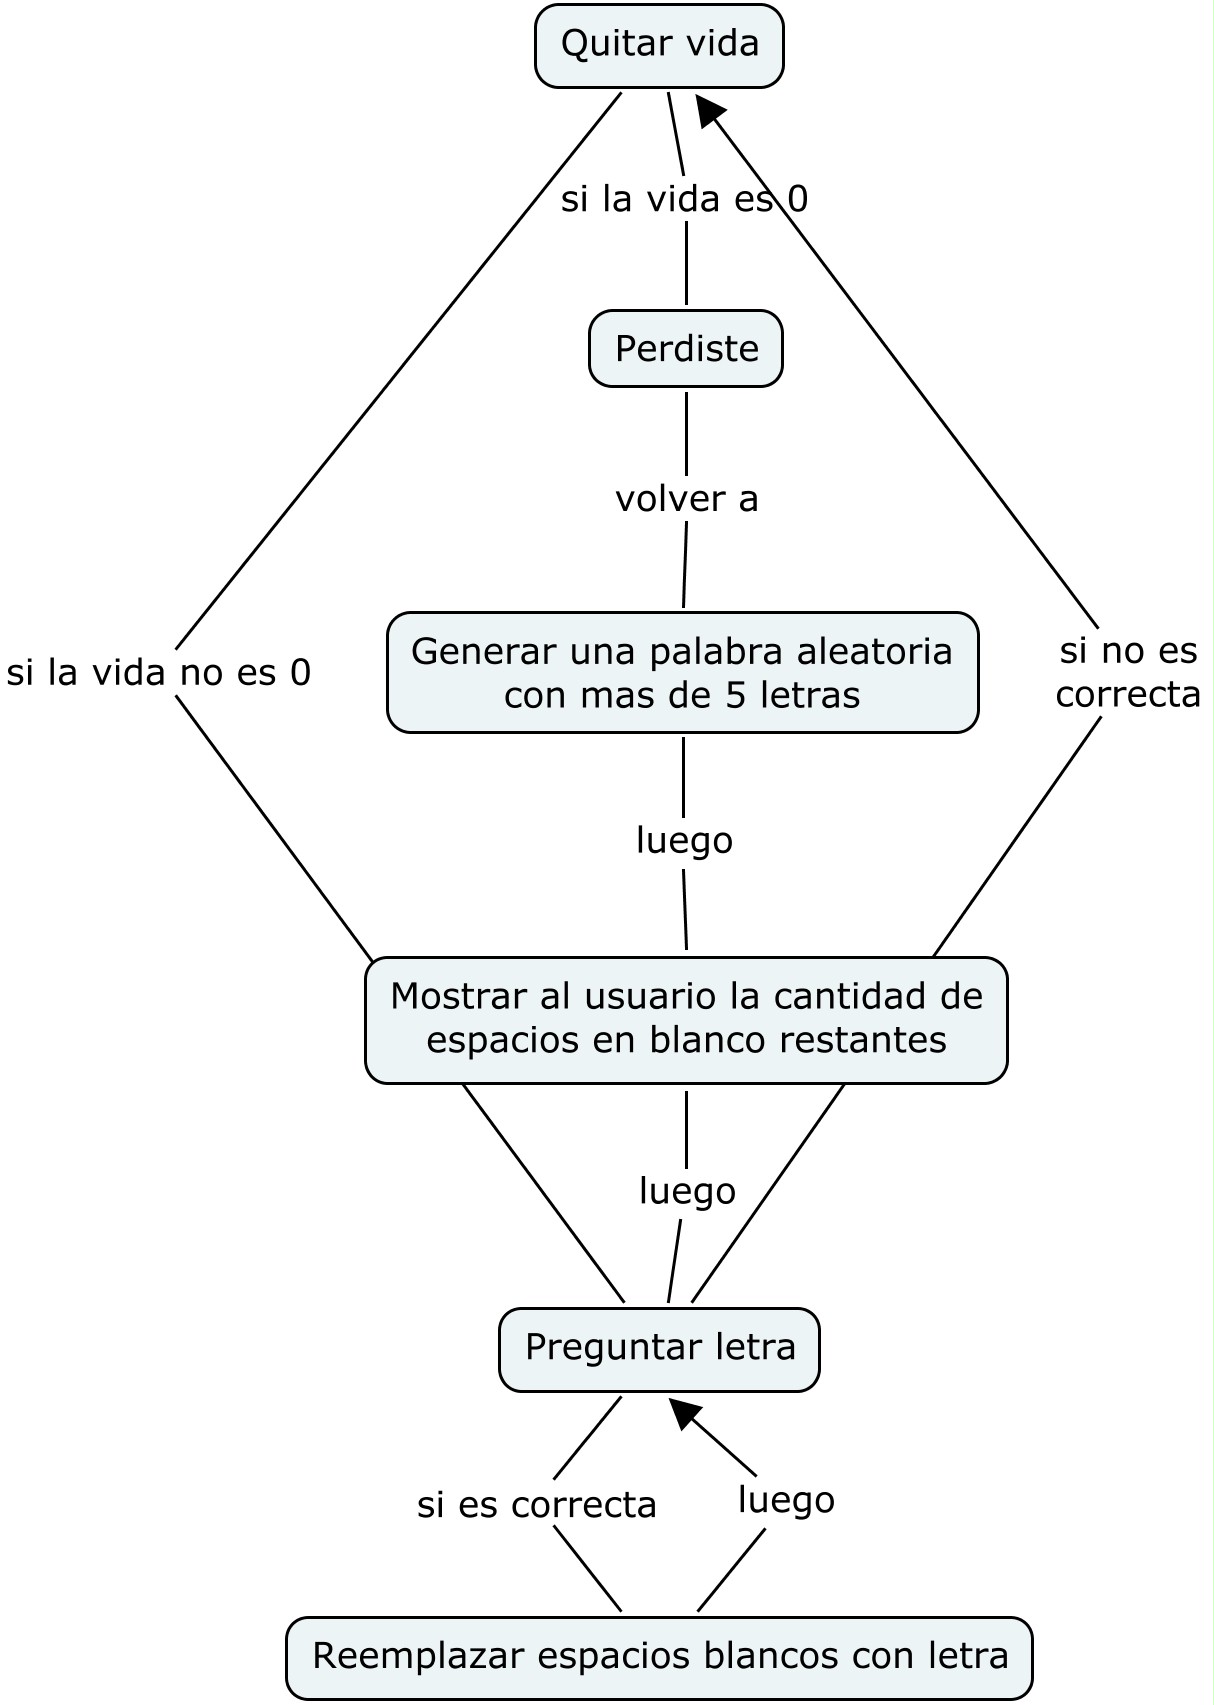 Quitar vida
si la vida es 0
Perdiste
volver a
Generar una palabra aleatoria
con mas de 5 letras
si la vida no es 0
si no es
correcta
luego
Mostrar al usuario la cantidad de
espacios en blanco restantes
luego
Preguntar letra
si es correcta
luego
Reemplazar espacios blancos con letra